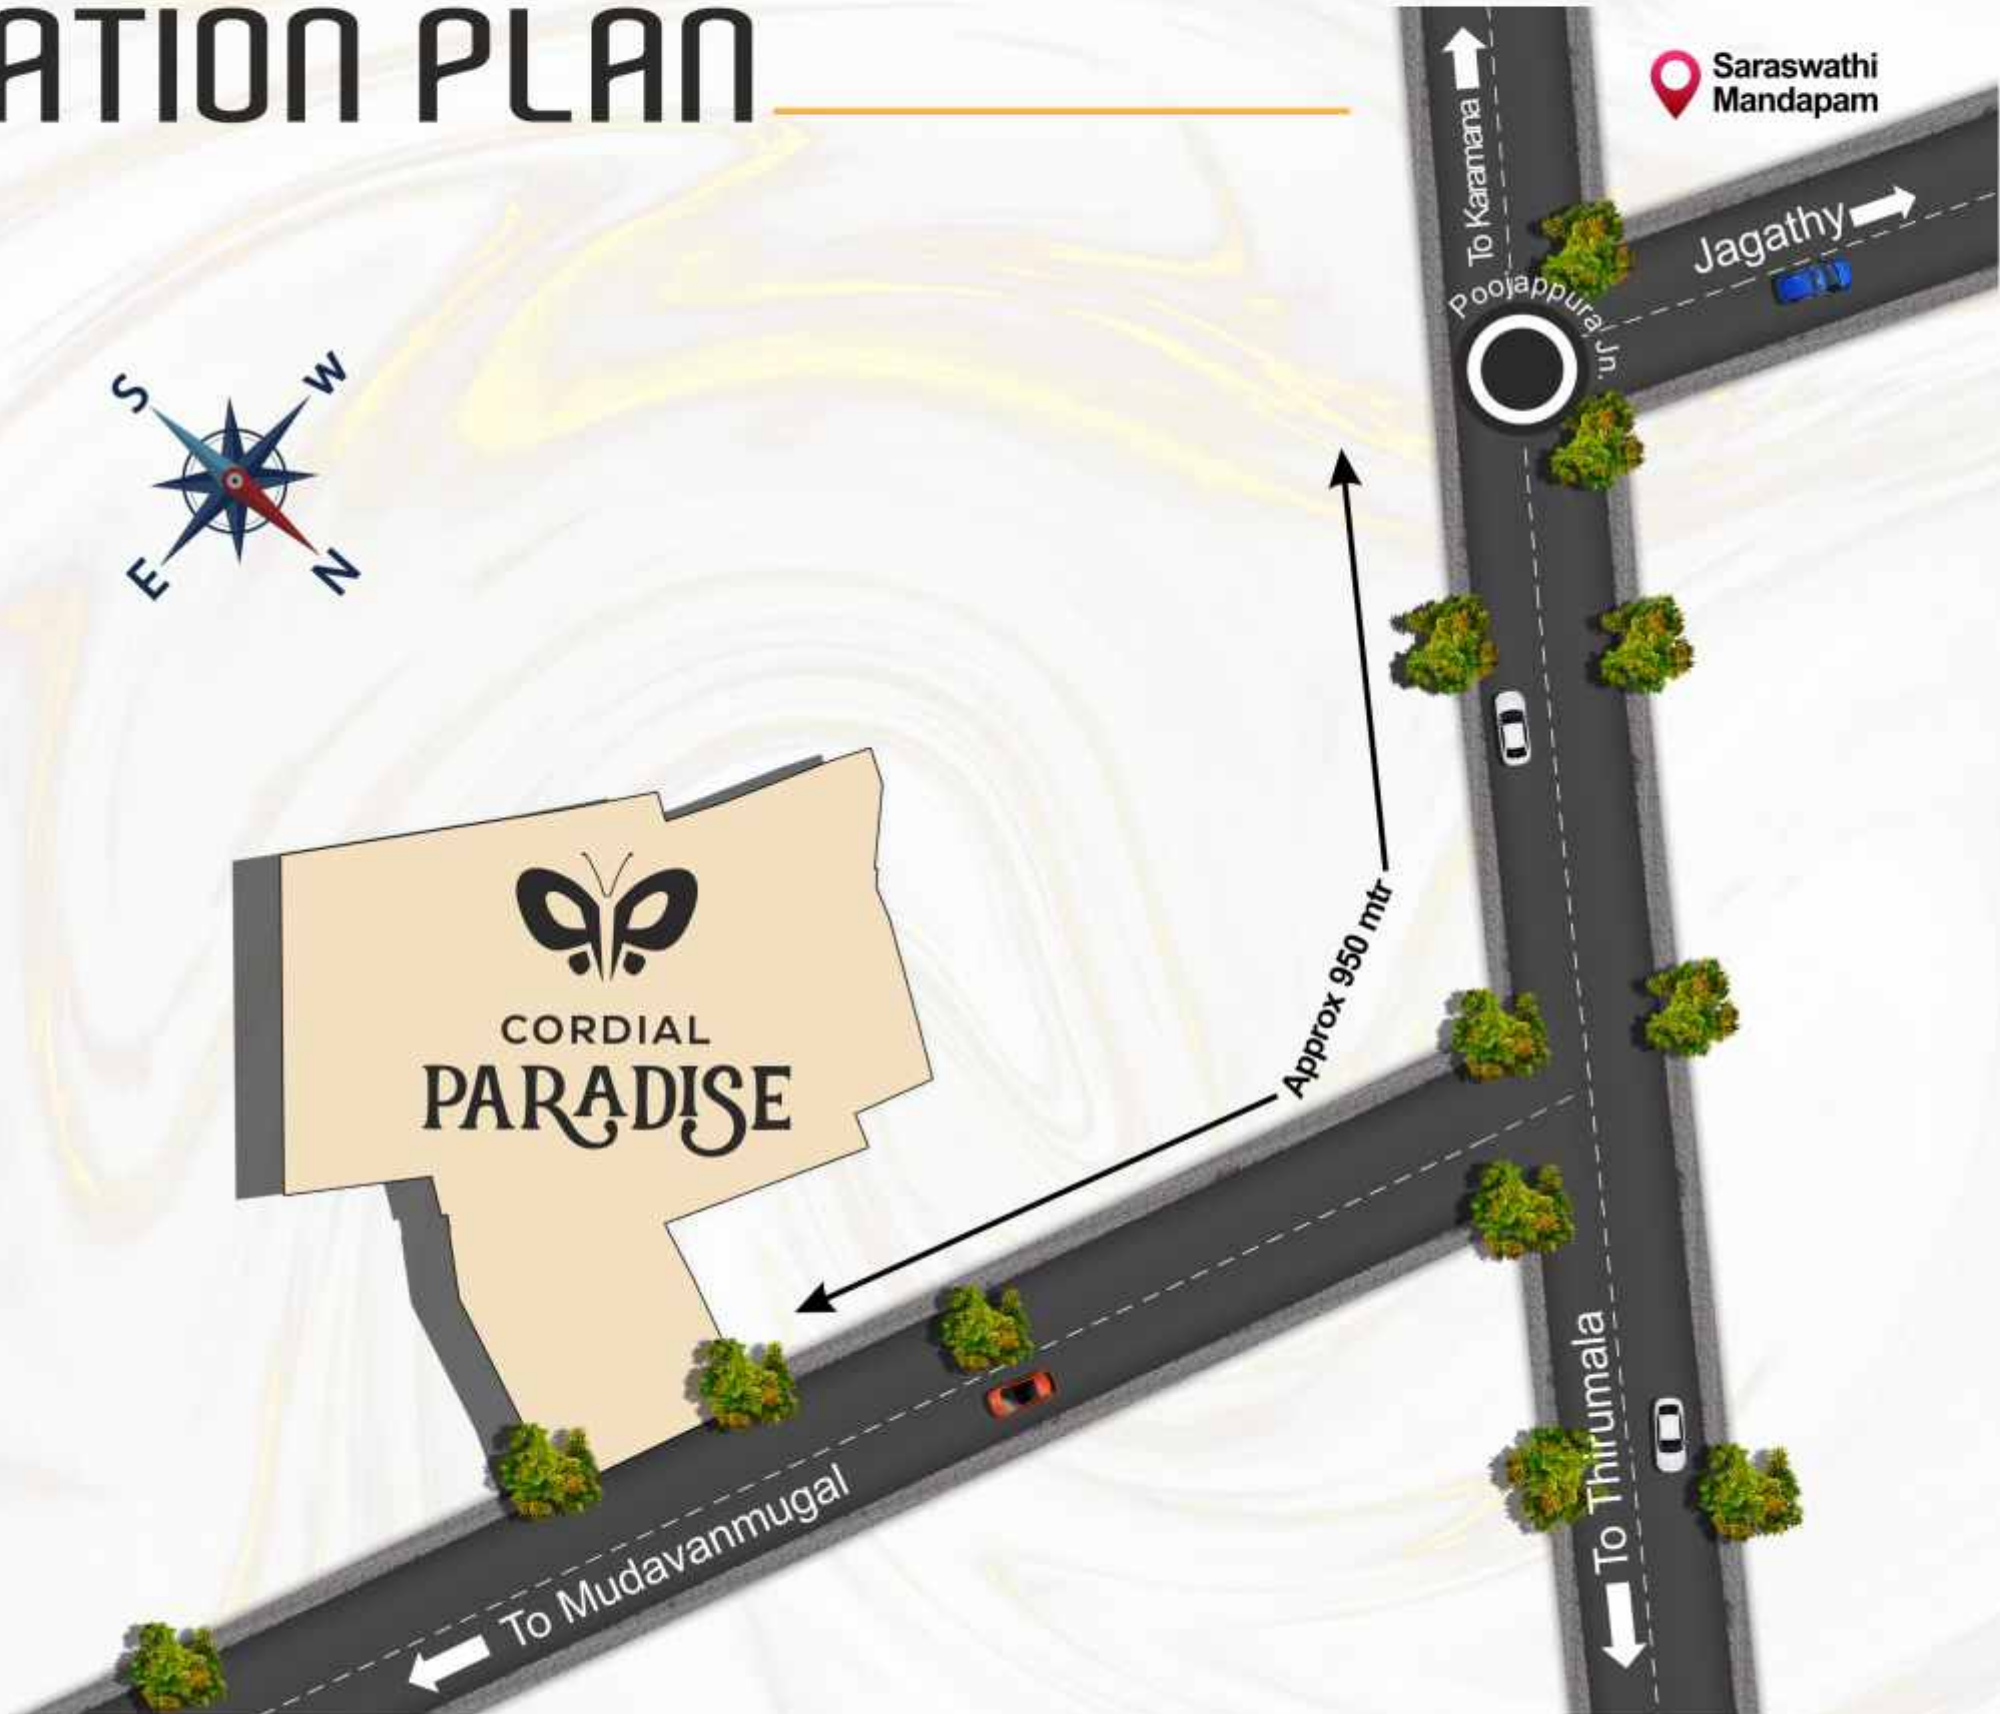 ATION PLAN
Saraswathi
Mandapam
To Karamana
Jagathy
Poojappura Jn.
S
W
E
N
Approx 950 mtr
CORDIAL
PARADISE
To Thirumala
To Mudavanmugal